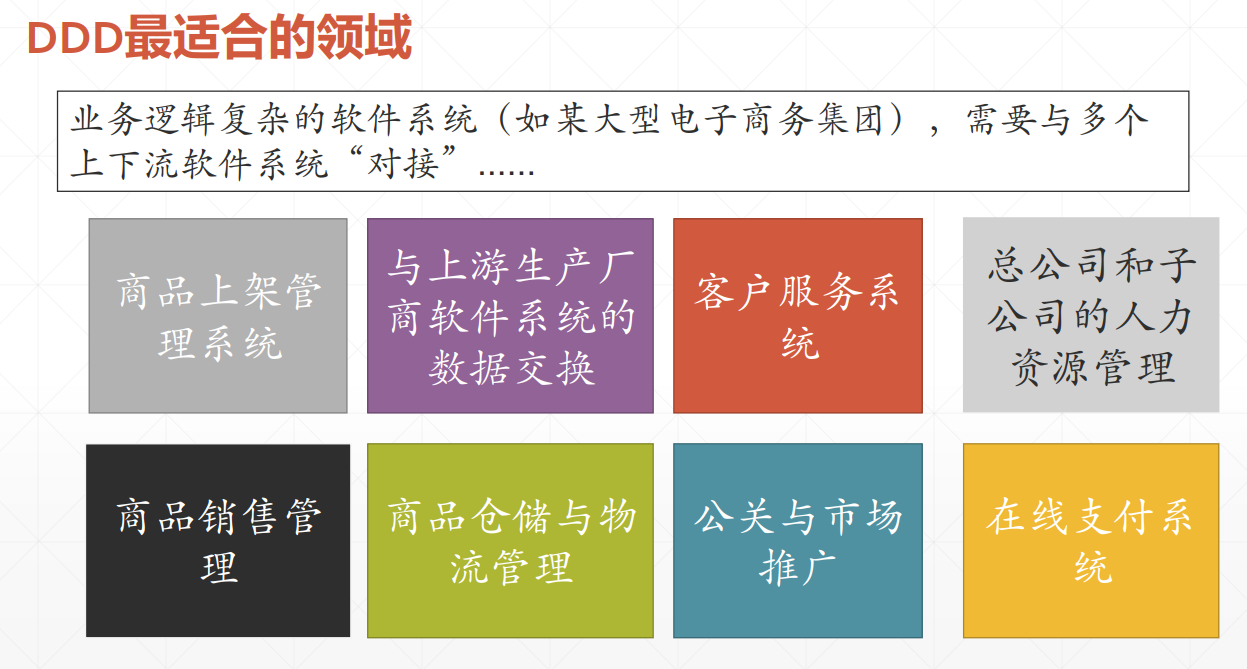 DDD最适合的领域
业务逻辑复杂的软件系统（如某大型电子商务集团），需要与多个
上下流软件系统“对接”……
商品上架管
理系统
与上游生产厂
商软件系统的
数据交换
客户服务系
统
总公司和子
公司的人力
资源管理
商品销售管
理
商品仓储与物
流管理
公关与市场
推广
在线支付系
统